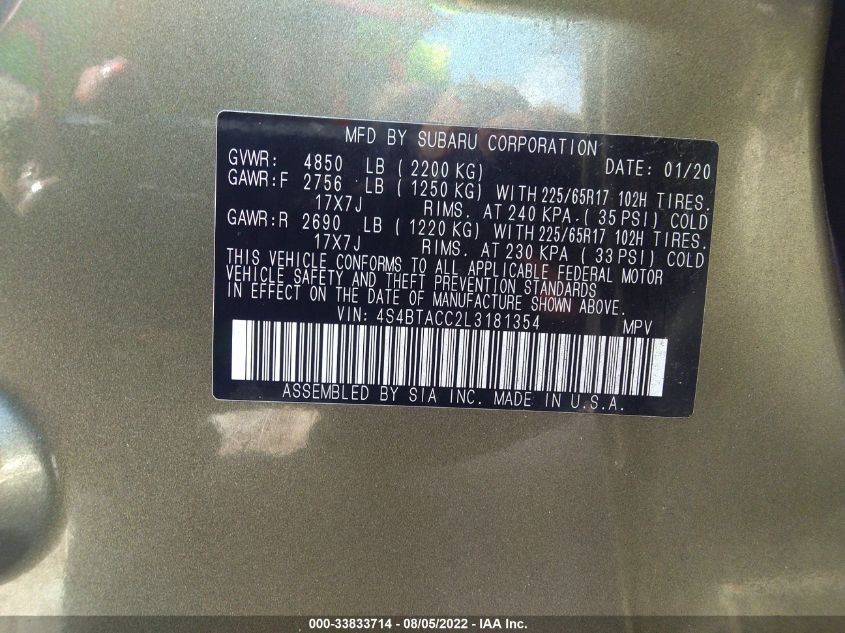 MFD BY SUBARU CORPORATION
GVWR: 4850 LB ( 2200 KG) DATE: 01/20
GAWR:F 2756 LB ( 1250 KG) WITH 225/65R17 102H TIRES.
17X7J RIMS. AT 240 KPA.( 35 PSI) COLD
GAWR:R 2690 LB ( 1220 KG) WITH 225/65R17 102H TIRES.
17X7J RIMS. AT 230 KPA ( 33 PSI) COLD
THIS VEHICLE CONFORMS TO ALL APPLICABLE FEDERAL MOTOR
VEHICLE SAFETY AND THEFT PREVENTION STANDARDS
IN EFFECT ON THE DATE OF MANUFACTURE SHOWN ABOVE.
VIN: 4S4BTACC2L3181354 MPV
ASSEMBLED BY SIA INC. MADE IN U.S.A.
000-33833714 - 08/05/2022 - IAA Inc.